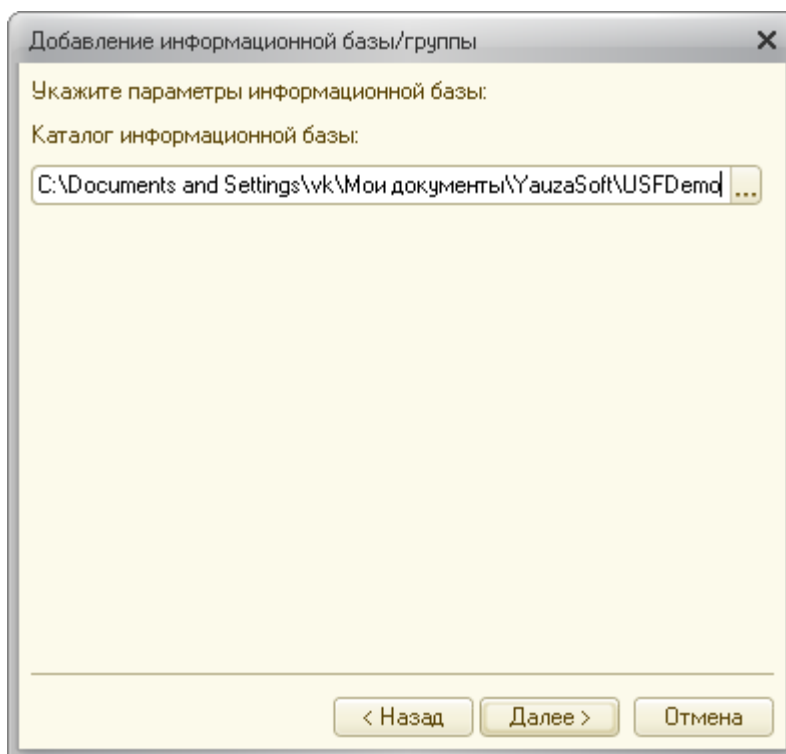 Добавление информационной базы/группы
Укажите параметры информационной базы:
Каталог информационной базы:
C:\Documents and Settings\vk\Мои документы\YauzaSoft\USFDemo ...
< Назад Далее > Отмена